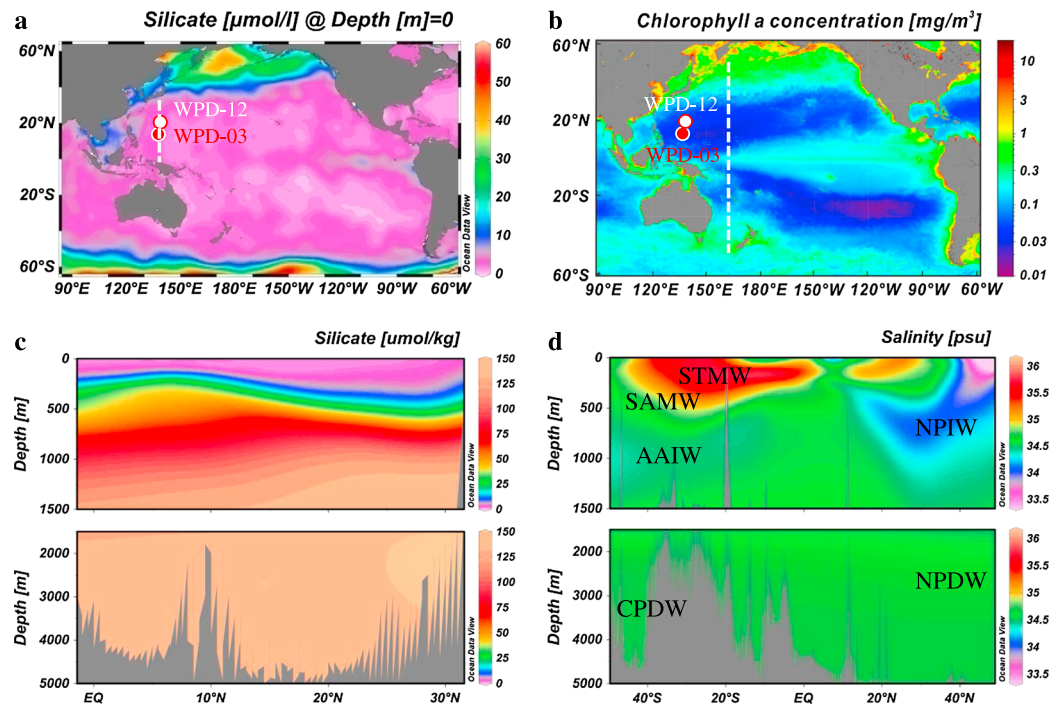 a
Silicate [µmol/l] @ Depth [m]=0
60°N
20°N
20°S
60°S
90°E
120°E
150°E
180°E
150°W
120°W
90°W
60°W
WPD-12
WPD-03
Ocean Data View
60
50
40
30
20
10
0
b
Chlorophyll a concentration [mg/m³]
60°N
20°N
20°S
60°S
90°E
120°E
150°E
180°E
150°W
120°W
90°W
60°W
WPD-12
WPD-03
10
3
1
0.3
0.1
0.03
0.01
c
Silicate [umol/kg]
Depth [m]
0
500
1000
1500
Ocean Data View
150
125
100
75
50
25
0
Depth [m]
2000
3000
4000
5000
EQ
10°N
20°N
30°N
Ocean Data View
150
125
100
75
50
25
0
d
Salinity [psu]
Depth [m]
0
500
1000
1500
STMW
SAMW
AAIW
NPIW
Ocean Data View
36
35.5
35
34.5
34
33.5
Depth [m]
2000
3000
4000
5000
NPDW
CPDW
40°S
20°S
EQ
20°N
40°N
Ocean Data View
36
35.5
35
34.5
34
33.5